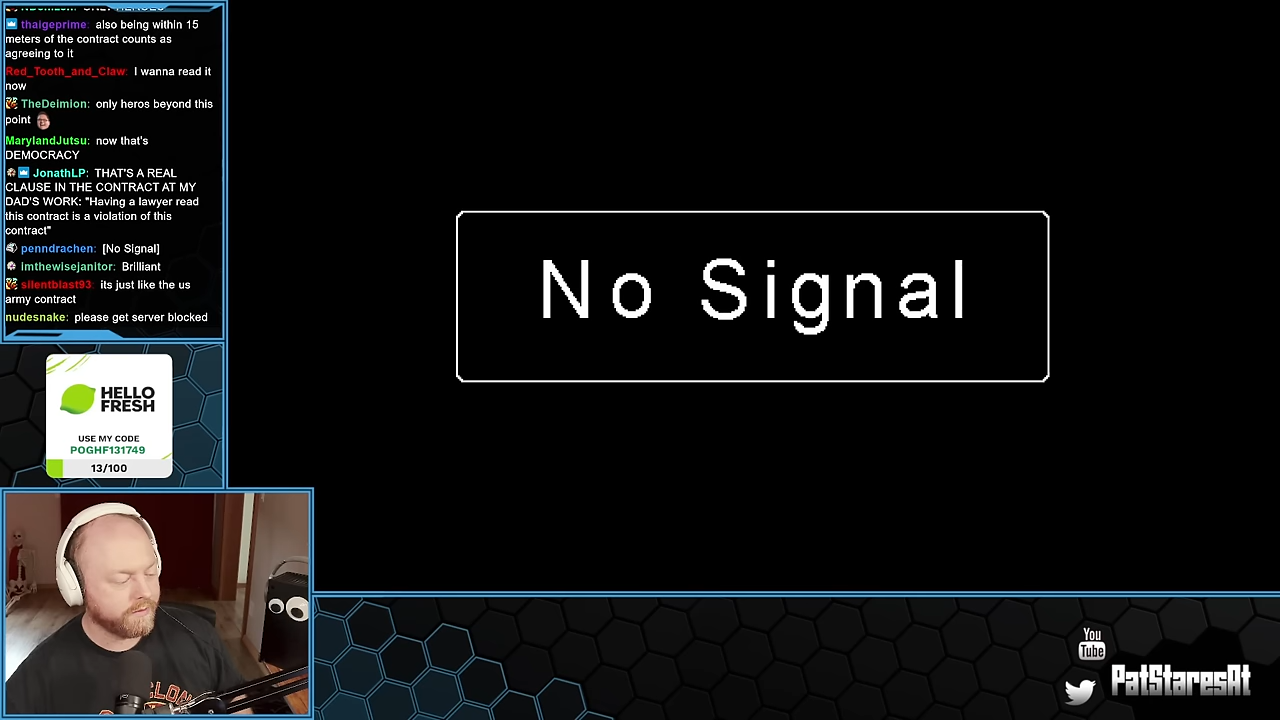 thaigeprime: also being within 15
meters of the contract counts as
agreeing to it
Red_Tooth_and_Claw: I wanna read it
now
TheDeimion: only heros beyond this
point
MarylandJutsu: now that's
DEMOCRACY
JonathLP: THAT'S A REAL
CLAUSE IN THE CONTRACT AT MY
DAD'S WORK: "Having a lawyer read
this contract is a violation of this
contract"
penndrachen: [No Signal]
imthewisejanitor: Brilliant
silentblast93: its just like the us
army contract
nudesnake: please get server blocked
No Signal
HELLO
FRESH
USE MY CODE
POGHF131749
13/100
You
Tube
PatStaresAt